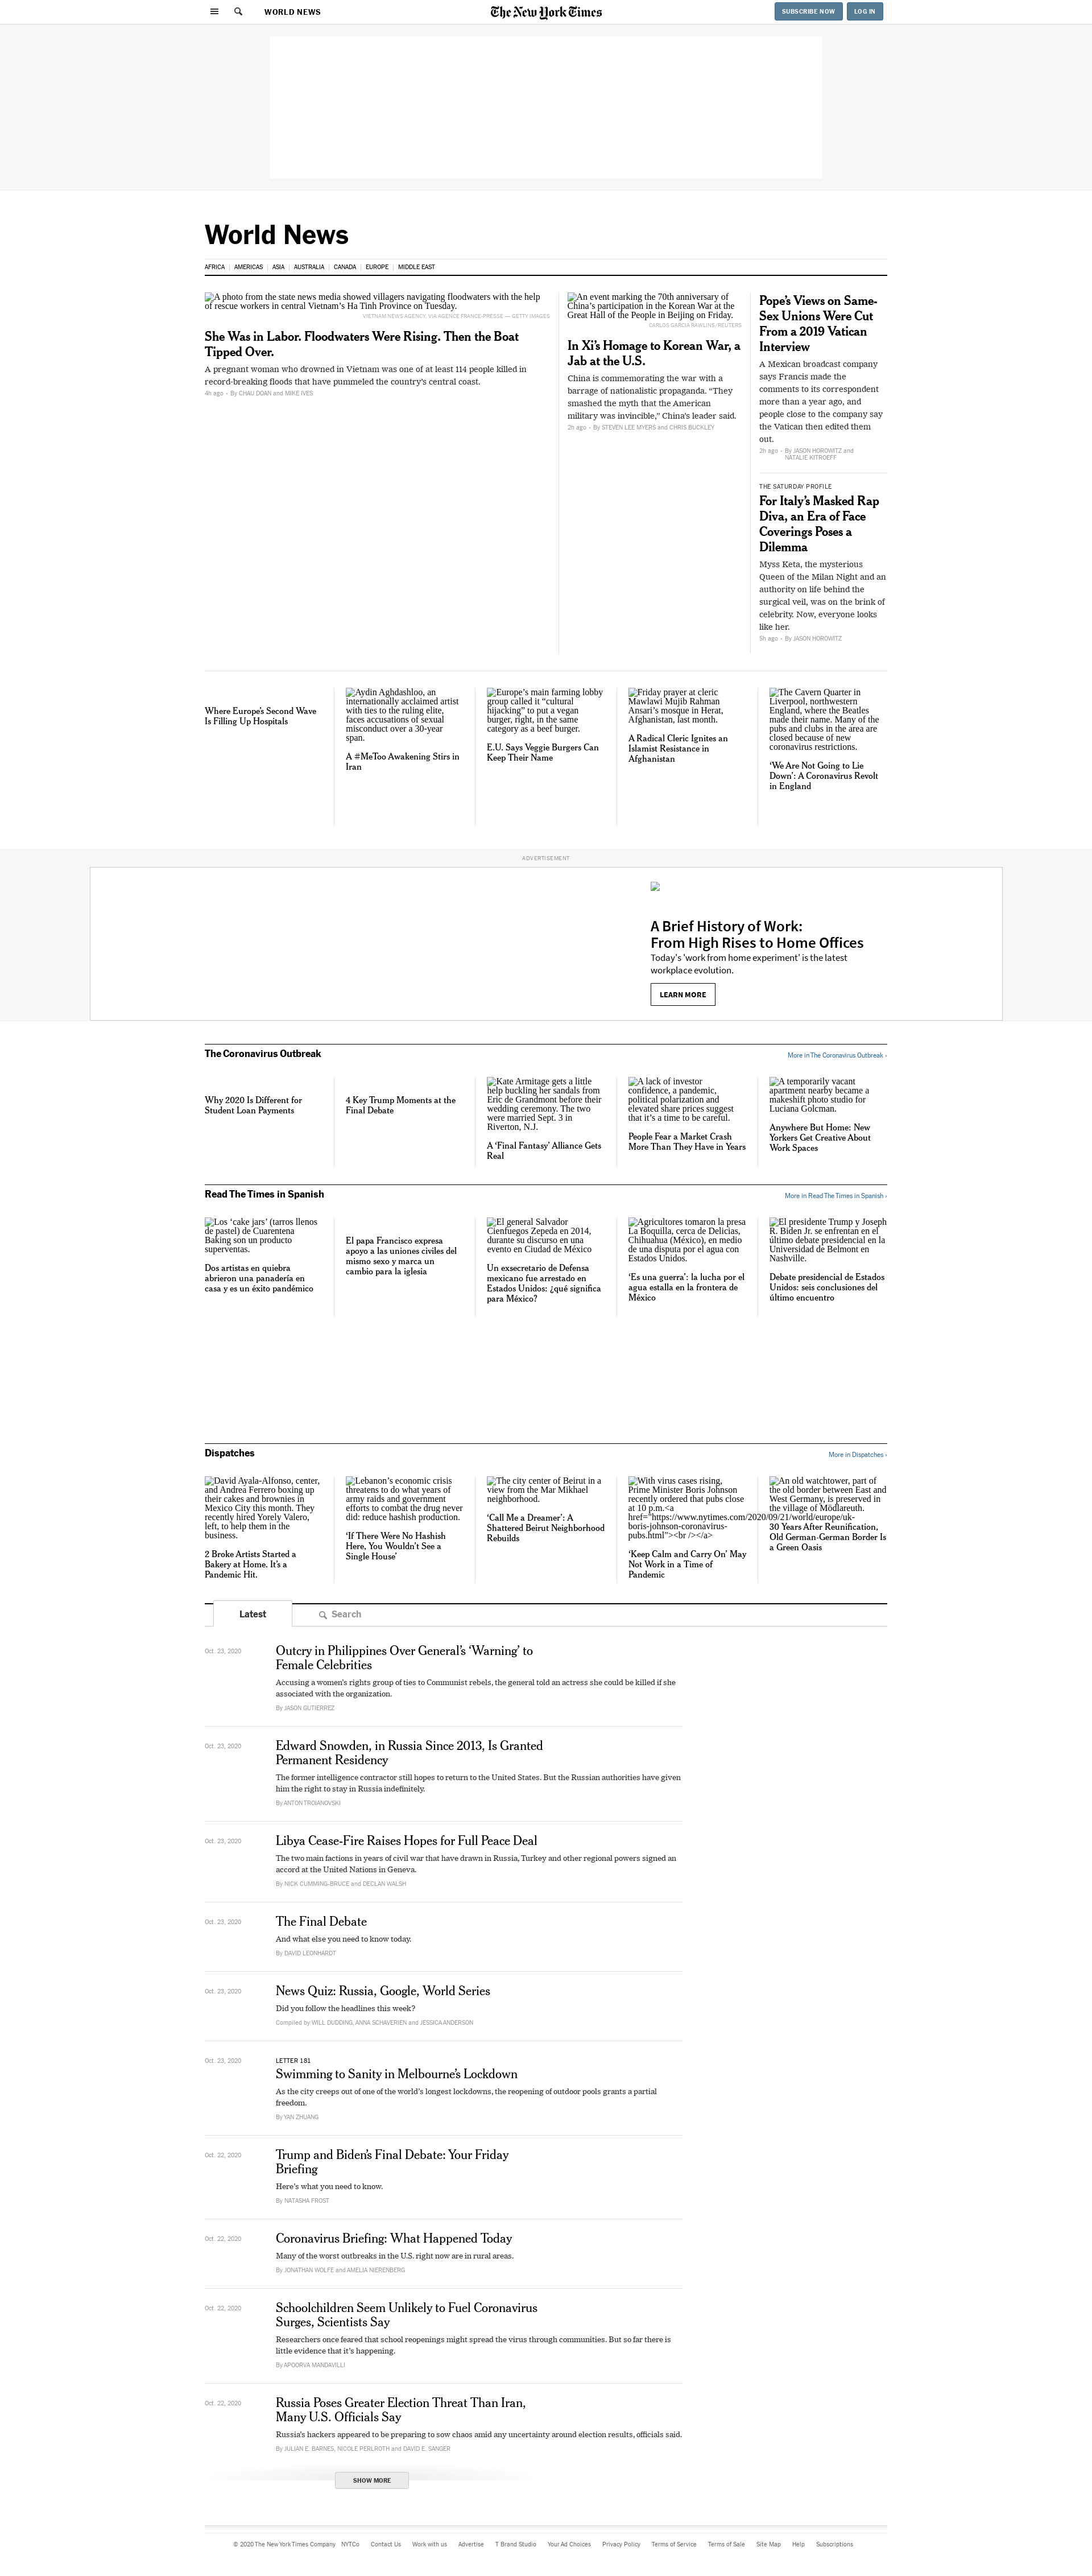 WORLD NEWS
The New York Times
SUBSCRIBE NOW
LOG IN
World News
AFRICA
AMERICAS
ASIA
AUSTRALIA
CANADA
EUROPE
MIDDLE EAST
A photo from the state news media showed villagers navigating floodwaters with the help
of rescue workers in central Vietnam's Ha Tinh Province on Tuesday.
VIETNAM NEWS AGENCY, VIA AGENCE FRANCE-PRESSE — GETTY IMAGES
She Was in Labor. Floodwaters Were Rising. Then the Boat
Tipped Over.
A pregnant woman who drowned in Vietnam was one of at least 114 people killed in
record-breaking floods that have pummeled the country's central coast.
4h ago • By CHAU DOAN and MIKE IVES
An event marking the 70th anniversary of
China's participation in the Korean War at the
Great Hall of the People in Beijing on Friday.
CARLOS GARCIA RAWLINS/REUTERS
In Xi's Homage to Korean War, a
Jab at the U.S.
China is commemorating the war with a
barrage of nationalistic propaganda. "They
smashed the myth that the American
military was invincible," China's leader said.
2h ago • By STEVEN LEE MYERS and CHRIS BUCKLEY
Pope's Views on Same-
Sex Unions Were Cut
From a 2019 Vatican
Interview
A Mexican broadcast company
says Francis made the
comments to its correspondent
more than a year ago, and
people close to the company say
the Vatican then edited them
out.
2h ago • By JASON HOROWITZ and
NATALIE KITROEFF
THE SATURDAY PROFILE
For Italy's Masked Rap
Diva, an Era of Face
Coverings Poses a
Dilemma
Myss Keta, the mysterious
Queen of the Milan Night and an
authority on life behind the
surgical veil, was on the brink of
celebrity. Now, everyone looks
like her.
5h ago • By JASON HOROWITZ
Where Europe's Second Wave
Is Filling Up Hospitals
Aydin Aghdashloo, an
internationally acclaimed artist
with ties to the ruling elite,
faces accusations of sexual
misconduct over a 30-year
span.
A #MeToo Awakening Stirs in
Iran
Europe's main farming lobby
group called it "cultural
hijacking" to put a vegan
burger, right, in the same
category as a beef burger.
E.U. Says Veggie Burgers Can
Keep Their Name
Friday prayer at cleric
Mawlawi Mujib Rahman
Ansari's mosque in Herat,
Afghanistan, last month.
A Radical Cleric Ignites an
Islamist Resistance in
Afghanistan
The Cavern Quarter in
Liverpool, northwestern
England, where the Beatles
made their name. Many of the
pubs and clubs in the area are
closed because of new
coronavirus restrictions.
'We Are Not Going to Lie
Down': A Coronavirus Revolt
in England
ADVERTISEMENT
A Brief History of Work:
From High Rises to Home Offices
Today's 'work from home experiment' is the latest
workplace evolution.
LEARN MORE
The Coronavirus Outbreak
More in The Coronavirus Outbreak ›
Why 2020 Is Different for
Student Loan Payments
4 Key Trump Moments at the
Final Debate
Kate Armitage gets a little
help buckling her sandals from
Eric de Grandmont before their
wedding ceremony. The two
were married Sept. 3 in
Riverton, N.J.
A 'Final Fantasy' Alliance Gets
Real
A lack of investor
confidence, a pandemic,
political polarization and
elevated share prices suggest
that it's a time to be careful.
People Fear a Market Crash
More Than They Have in Years
A temporarily vacant
apartment nearby became a
makeshift photo studio for
Luciana Golcman.
Anywhere But Home: New
Yorkers Get Creative About
Work Spaces
Read The Times in Spanish
More in Read The Times in Spanish ›
Los 'cake jars' (tarros llenos
de pastel) de Cuarentena
Baking son un producto
superventas.
Dos artistas en quiebra
abrieron una panadería en
casa y es un éxito pandémico
El papa Francisco expresa
apoyo a las uniones civiles del
mismo sexo y marca un
cambio para la iglesia
El general Salvador
Cienfuegos Zepeda en 2014,
durante su discurso en una
evento en Ciudad de México
Un exsecretario de Defensa
mexicano fue arrestado en
Estados Unidos: ¿qué significa
para México?
Agricultores tomaron la presa
La Boquilla, cerca de Delicias,
Chihuahua (México), en medio
de una disputa por el agua con
Estados Unidos.
'Es una guerra': la lucha por el
agua estalla en la frontera de
México
El presidente Trump y Joseph
R. Biden Jr. se enfrentan en el
último debate presidencial en la
Universidad de Belmont en
Nashville.
Debate presidencial de Estados
Unidos: seis conclusiones del
último encuentro
Dispatches
More in Dispatches ›
David Ayala-Alfonso, center,
and Andrea Ferrero boxing up
their cakes and brownies in
Mexico City this month. They
recently hired Yorely Valero,
left, to help them in the
business.
2 Broke Artists Started a
Bakery at Home. It's a
Pandemic Hit.
Lebanon's economic crisis
threatens to do what years of
army raids and government
efforts to combat the drug never
did: reduce hashish production.
'If There Were No Hashish
Here, You Wouldn't See a
Single House'
The city center of Beirut in a
view from the Mar Mikhael
neighborhood.
'Call Me a Dreamer': A
Shattered Beirut Neighborhood
Rebuilds
With virus cases rising,
Prime Minister Boris Johnson
recently ordered that pubs close
at 10 p.m.<a
href="https://www.nytimes.com/2020/09/21/world/europe/uk-
boris-johnson-coronavirus-
pubs.html"><br /></a>
'Keep Calm and Carry On' May
Not Work in a Time of
Pandemic
An old watchtower, part of
the old border between East and
West Germany, is preserved in
the village of Mödlareuth.
30 Years After Reunification,
Old German-German Border Is
a Green Oasis
Latest
Search
Oct. 23, 2020
Outcry in Philippines Over General's 'Warning' to
Female Celebrities
Accusing a women's rights group of ties to Communist rebels, the general told an actress she could be killed if she
associated with the organization.
By JASON GUTIERREZ
Oct. 23, 2020
Edward Snowden, in Russia Since 2013, Is Granted
Permanent Residency
The former intelligence contractor still hopes to return to the United States. But the Russian authorities have given
him the right to stay in Russia indefinitely.
By ANTON TROIANOVSKI
Oct. 23, 2020
Libya Cease-Fire Raises Hopes for Full Peace Deal
The two main factions in years of civil war that have drawn in Russia, Turkey and other regional powers signed an
accord at the United Nations in Geneva.
By NICK CUMMING-BRUCE and DECLAN WALSH
Oct. 23, 2020
The Final Debate
And what else you need to know today.
By DAVID LEONHARDT
Oct. 23, 2020
News Quiz: Russia, Google, World Series
Did you follow the headlines this week?
Compiled by WILL DUDDING, ANNA SCHAVERIEN and JESSICA ANDERSON
Oct. 23, 2020
LETTER 181
Swimming to Sanity in Melbourne's Lockdown
As the city creeps out of one of the world's longest lockdowns, the reopening of outdoor pools grants a partial
freedom.
By YAN ZHUANG
Oct. 22, 2020
Trump and Biden's Final Debate: Your Friday
Briefing
Here's what you need to know.
By NATASHA FROST
Oct. 22, 2020
Coronavirus Briefing: What Happened Today
Many of the worst outbreaks in the U.S. right now are in rural areas.
By JONATHAN WOLFE and AMELIA NIERENBERG
Oct. 22, 2020
Schoolchildren Seem Unlikely to Fuel Coronavirus
Surges, Scientists Say
Researchers once feared that school reopenings might spread the virus through communities. But so far there is
little evidence that it's happening.
By APOORVA MANDAVILLI
Oct. 22, 2020
Russia Poses Greater Election Threat Than Iran,
Many U.S. Officials Say
Russia's hackers appeared to be preparing to sow chaos amid any uncertainty around election results, officials said.
By JULIAN E. BARNES, NICOLE PERLROTH and DAVID E. SANGER
SHOW MORE
© 2020 The New York Times Company NYTCo Contact Us Work with us Advertise T Brand Studio Your Ad Choices Privacy Policy Terms of Service Terms of Sale Site Map Help Subscriptions